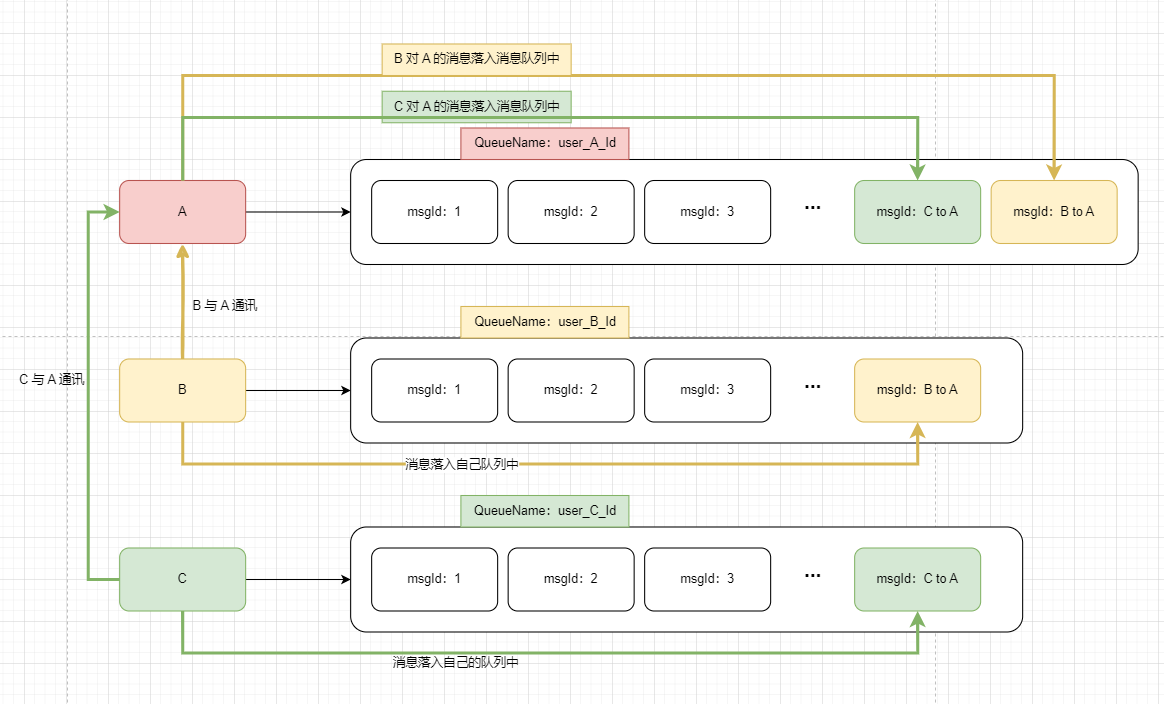 B 对 A 的消息落入消息队列中
C 对 A 的消息落入消息队列中
QueueName：user_A_Id
A
msgId：1
msgId：2
msgId：3
...
msgId：C to A
msgId：B to A
B 与 A 通讯
QueueName：user_B_Id
C 与 A 通讯
B
msgId：1
msgId：2
msgId：3
...
msgId：B to A
消息落入自己队列中
QueueName：user_C_Id
C
msgId：1
msgId：2
msgId：3
...
msgId：C to A
消息落入自己的队列中